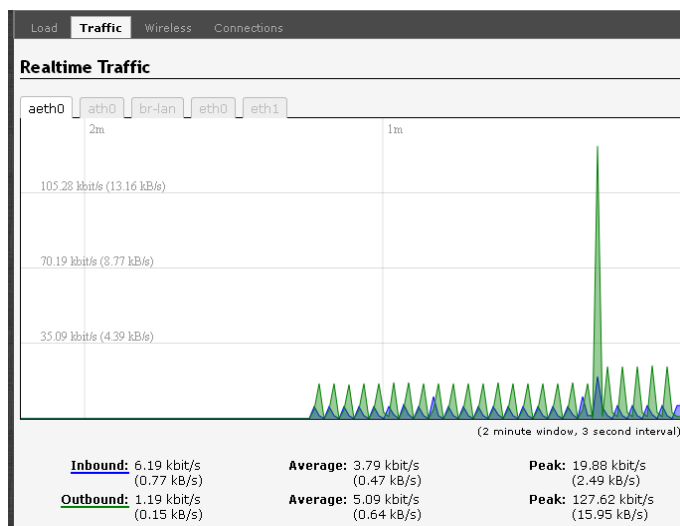 Load Traffic Wireless Connections
Realtime Traffic
aeth0 ath0 br-lan eth0 eth1
2m 1m
105.28 kbit/s (13.16 kB/s)
70.19 kbit/s (8.77 kB/s)
35.09 kbit/s (4.39 kB/s)
(2 minute window, 3 second interval)
Inbound: 6.19 kbit/s Average: 3.79 kbit/s Peak: 19.88 kbit/s
(0.77 kB/s) (0.47 kB/s) (2.49 kB/s)
Outbound: 1.19 kbit/s Average: 5.09 kbit/s Peak: 127.62 kbit/s
(0.15 kB/s) (0.64 kB/s) (15.95 kB/s)